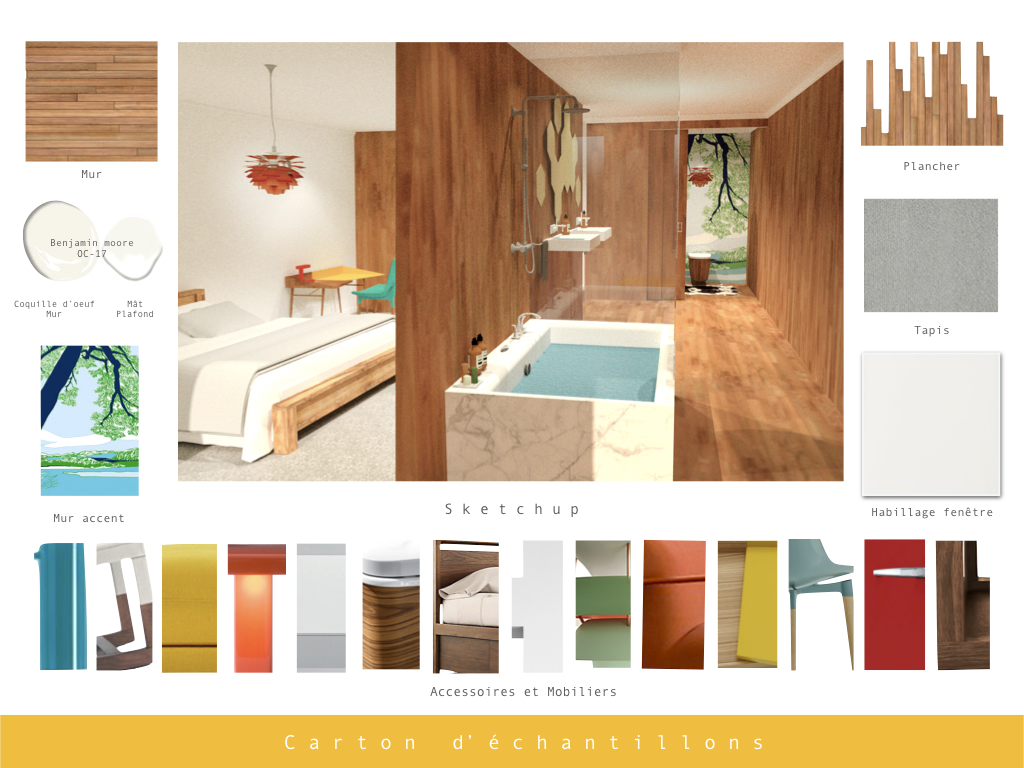 Mur
Plancher
Benjamin moore
OC-17
Coquille d'oeuf
Mur
Mât
Plafond
Tapis
Mur accent
Sketchup
Habillage fenêtre
Accessoires et Mobiliers
Carton d'échantillons